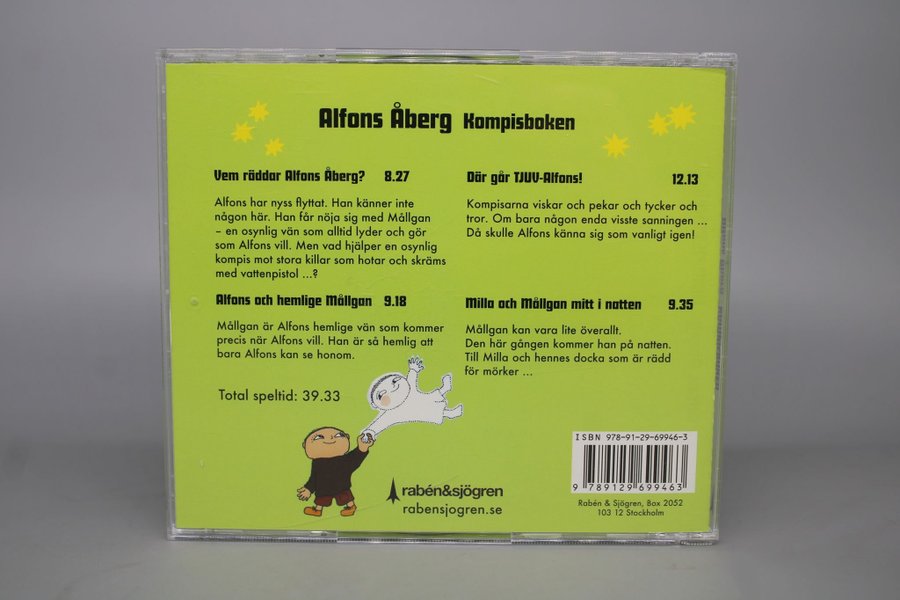 Alfons Åberg Kompisboken
Vem räddar Alfons Åberg? 8.27
Alfons har nyss flyttat. Han känner inte
någon här. Han får nöja sig med Mållgan
– en osynlig vän som alltid lyder och gör
som Alfons vill. Men vad hjälper en osynlig
kompis mot stora killar som hotar och skräms
med vattenpistol ...?
Alfons och hemlige Mållgan 9.18
Mållgan är Alfons hemlige vän som kommer
precis när Alfons vill. Han är så hemlig att
bara Alfons kan se honom.
Total speltid: 39.33
Där går TJUV-Alfons! 12.13
Kompisarna viskar och pekar och tycker och
tror. Om bara någon enda visste sanningen ...
Då skulle Alfons känna sig som vanligt igen!
Milla och Mållgan mitt i natten 9.35
Mållgan kan vara lite överallt.
Den här gången kommer han på natten.
Till Milla och hennes docka som är rädd
för mörker ...
rabén&sjögren
rabensjogren.se
ISBN 978-91-29-69946-3
9 789129 699463
Rabén & Sjögren, Box 2052
103 12 Stockholm